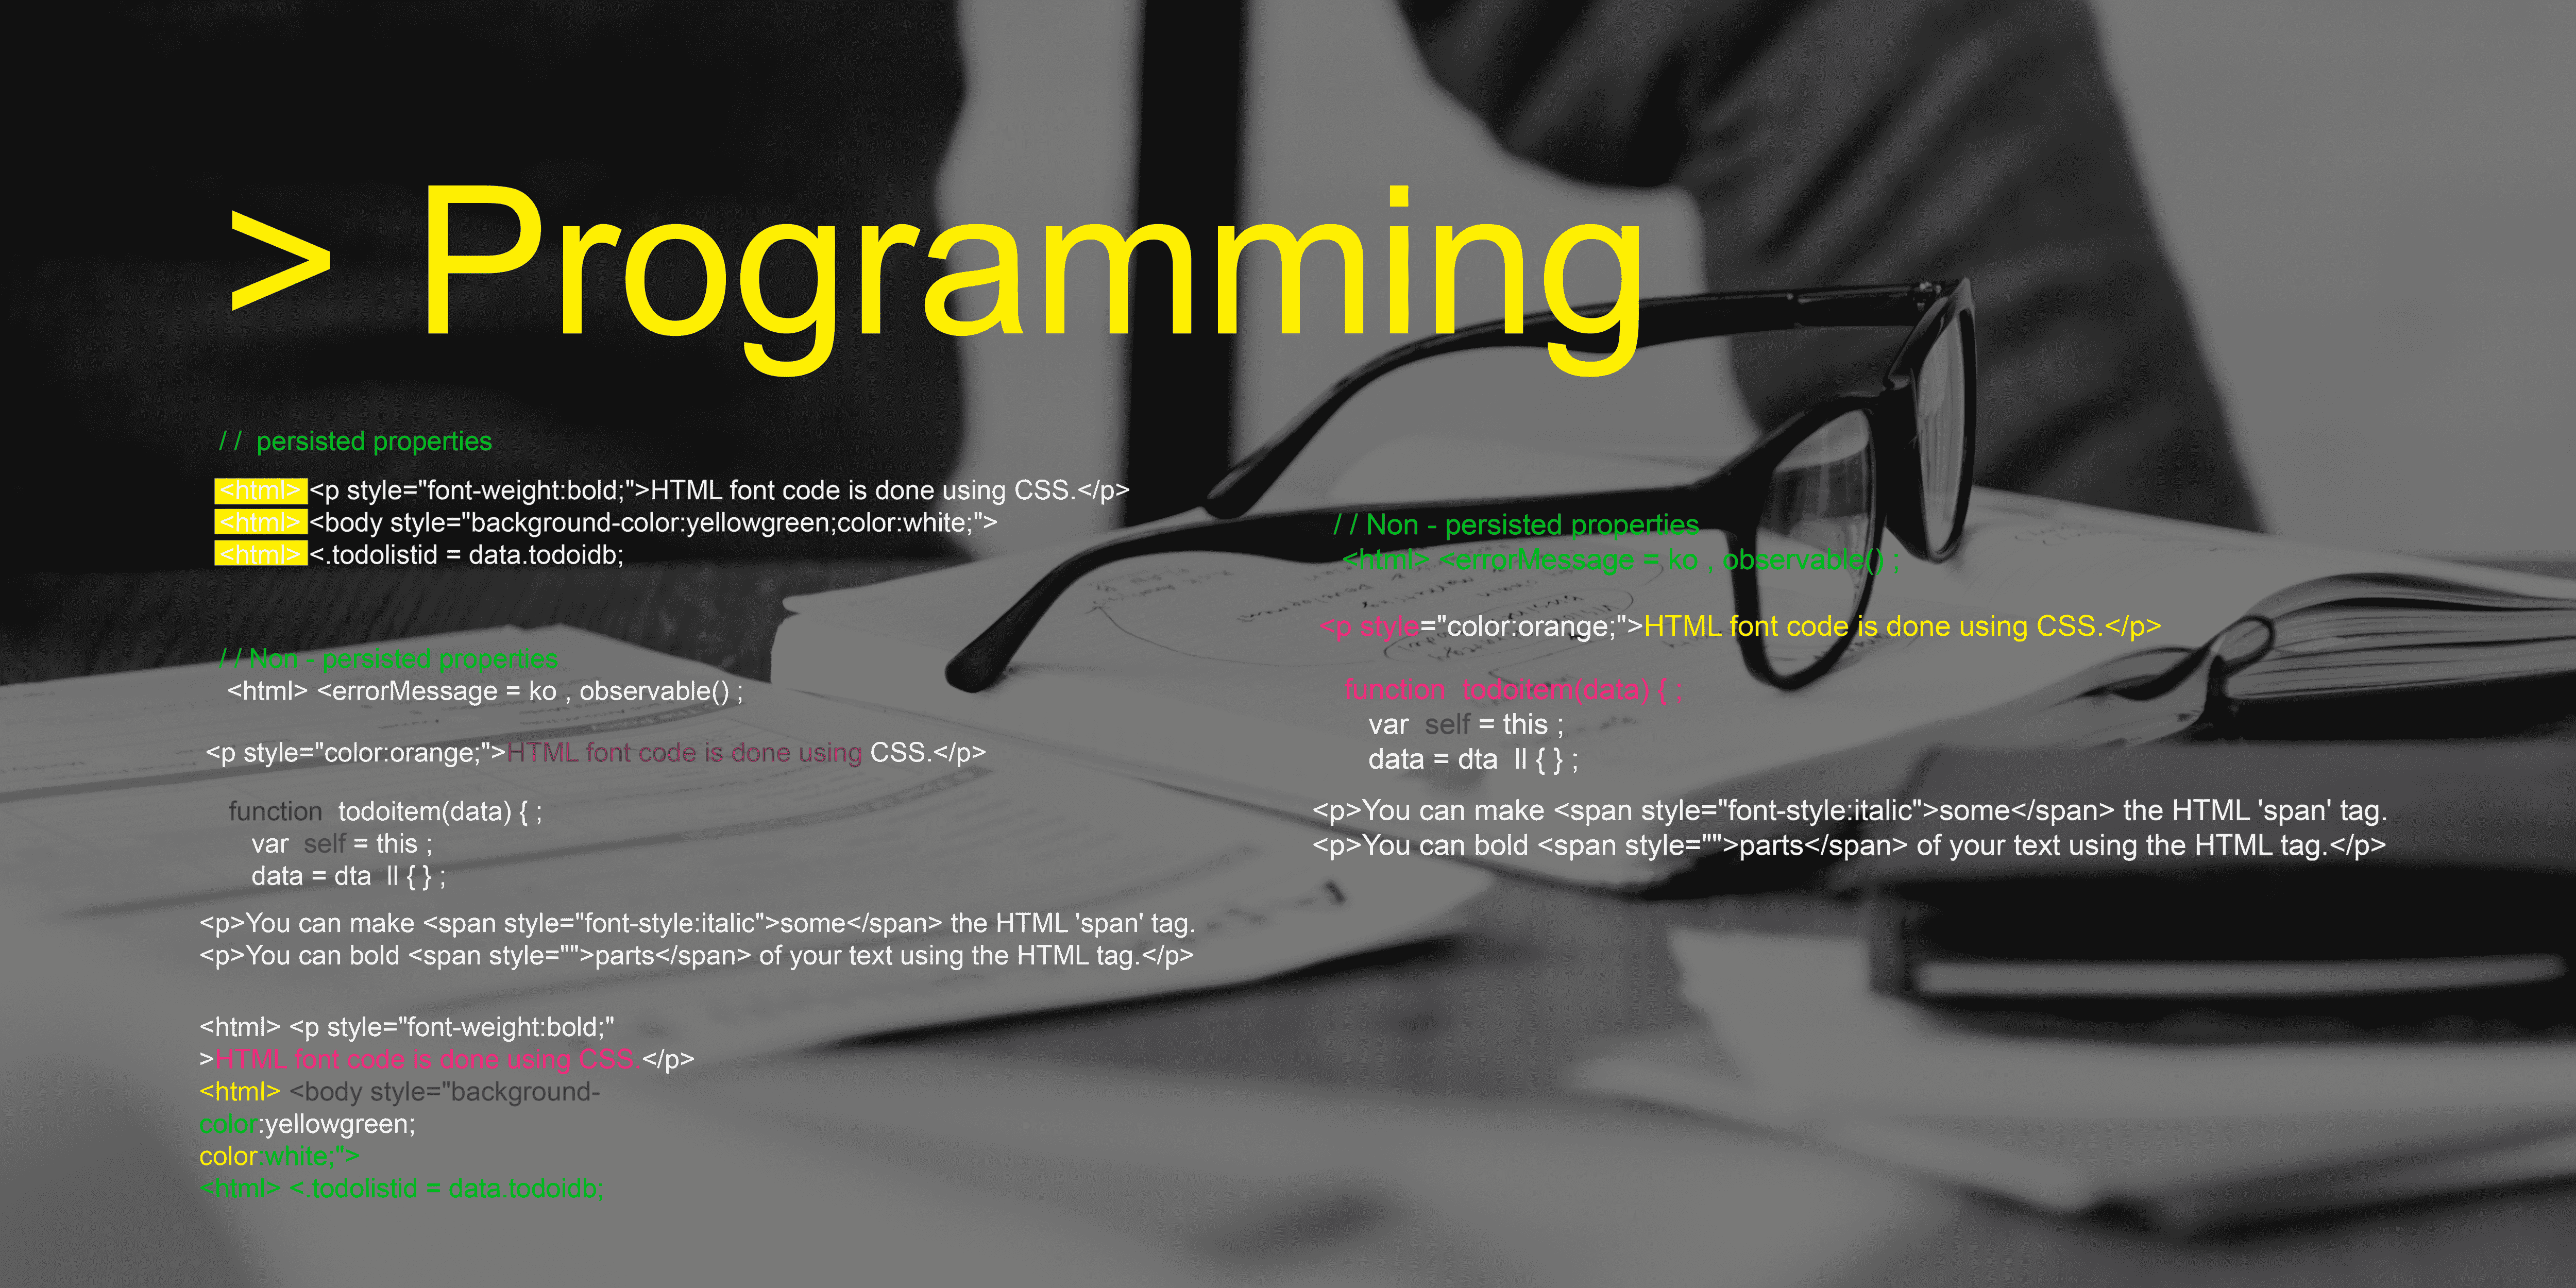 > Programming
// persisted properties
<html> <p style="font-weight:bold;">HTML font code is done using CSS.</p>
<html> <body style="background-color:yellowgreen;color:white;">
<html> <.todolistid = data.todoidb;
// Non - persisted properties
<html> <errorMessage = ko , observable() ;
<p style="color:orange;">HTML font code is done using CSS.</p>
function todoitem(data) { ;
var self = this ;
data = dta ll { } ;
<p>You can make <span style="font-style:italic">some</span> the HTML 'span' tag.
<p>You can bold <span style="">parts</span> of your text using the HTML tag.</p>
<html> <p style="font-weight:bold;"
>HTML font code is done using CSS.</p>
<html> <body style="background-
color:yellowgreen;
color:white;">
<html> <.todolistid = data.todoidb;
// Non - persisted properties
<html> <errorMessage = ko , observable() ;
<p style="color:orange;">HTML font code is done using CSS.</p>
function todoitem(data) { ;
var self = this ;
data = dta ll { } ;
<p>You can make <span style="font-style:italic">some</span> the HTML 'span' tag.
<p>You can bold <span style="">parts</span> of your text using the HTML tag.</p>